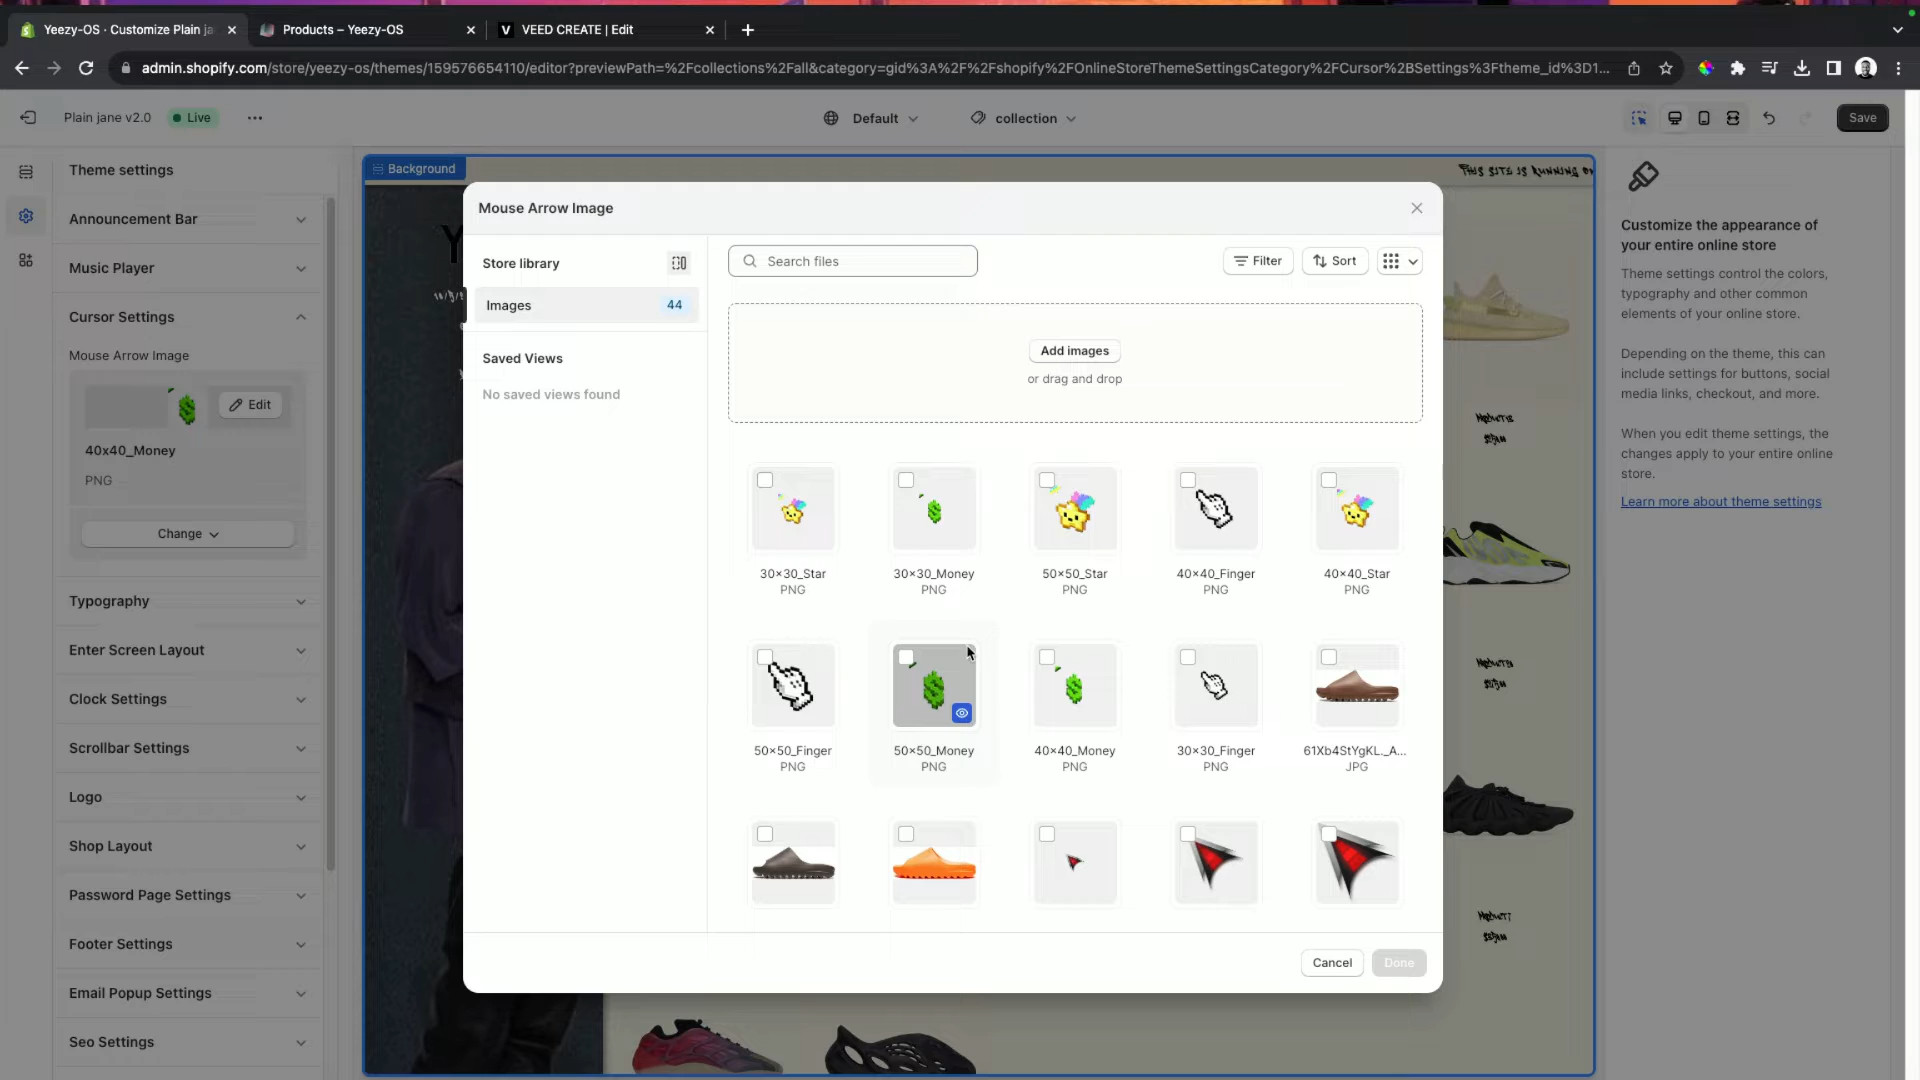 Yeezy-OS · Customize Plain ja
Products – Yeezy-OS
VEED CREATE | Edit
admin.shopify.com/store/yeezy-os/themes/159576654110/editor?previewPath=%2Fcollections%2Fall&category=gid%3A%2F%2Fshopify%2FOnlineStoreThemeSettingsCategory%2FCursor%2BSettings%3Ftheme_id%3D1...
Plain jane v2.0
Live
Default
collection
Save
Theme settings
Announcement Bar
Music Player
Cursor Settings
Mouse Arrow Image
Edit
40x40_Money
PNG
Change
Typography
Enter Screen Layout
Clock Settings
Scrollbar Settings
Logo
Shop Layout
Password Page Settings
Footer Settings
Email Popup Settings
Seo Settings
Background
THIS SITE IS RUNNING
Mouse Arrow Image
Store library
Images
44
Saved Views
No saved views found
Search files
Filter
Sort
Add images
or drag and drop
30×30_Star
PNG
30×30_Money
PNG
50×50_Star
PNG
40×40_Finger
PNG
40×40_Star
PNG
50×50_Finger
PNG
50×50_Money
PNG
40×40_Money
PNG
30×30_Finger
PNG
61Xb4StYgKL._A...
JPG
Cancel
Done
Customize the appearance of
your entire online store
Theme settings control the colors,
typography and other common
elements of your online store.
Depending on the theme, this can
include settings for buttons, social
media links, checkout, and more.
When you edit theme settings, the
changes apply to your entire online
store.
Learn more about theme settings